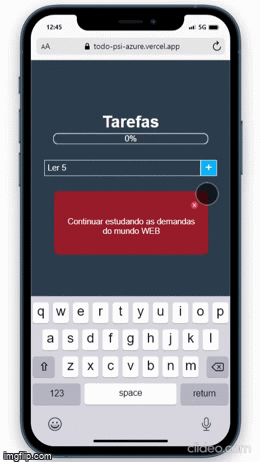 12:45
5G
AA
todo-psi-azure.vercel.app
Tarefas
0%
Ler 5
+
x
Continuar estudando as demandas
do mundo WEB
q w e r t y u i o p
a s d f g h j k l
z x c v b n m
123 space return
imgflip.com
clideo.com